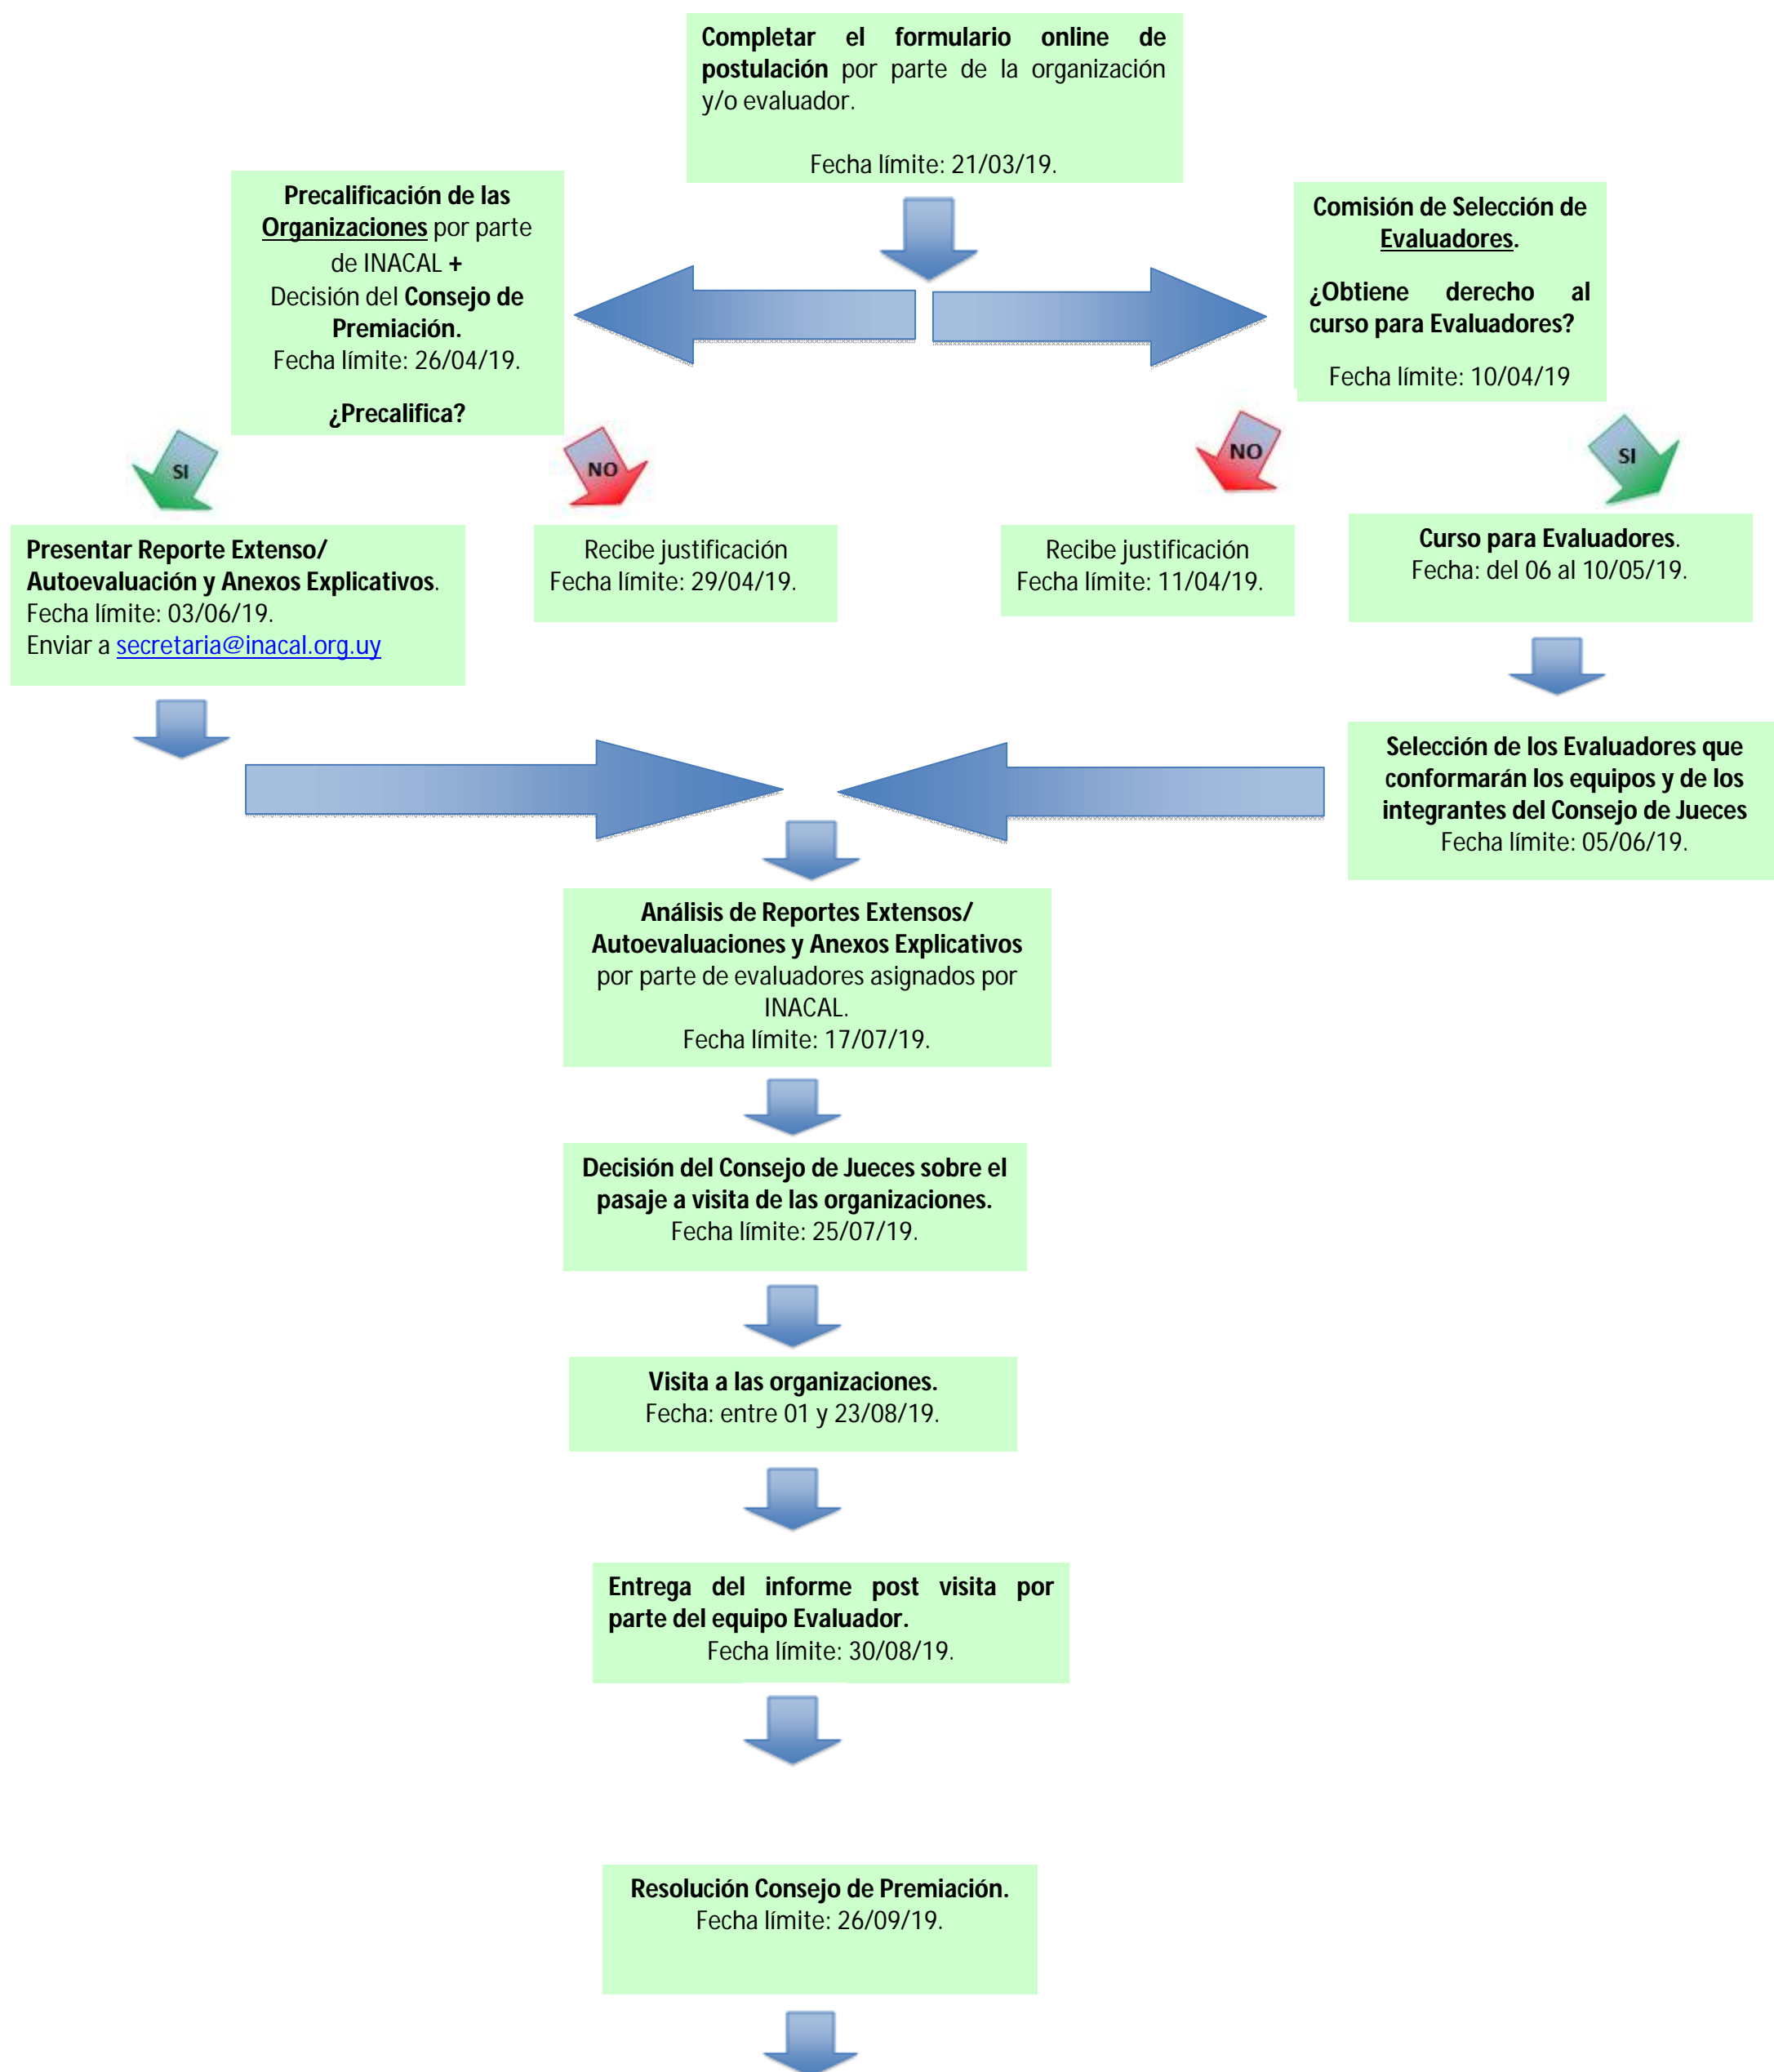 Completar el formulario online de
postulación por parte de la organización
y/o evaluador.
Fecha límite: 21/03/19.
Precalificación de las
Organizaciones por parte
de INACAL +
Decisión del Consejo de
Premiación.
Fecha límite: 26/04/19.
¿Precalifica?
Comisión de Selección de
Evaluadores.
¿Obtiene derecho al
curso para Evaluadores?
Fecha límite: 10/04/19
SI
NO
NO
SI
Presentar Reporte Extenso/
Autoevaluación y Anexos Explicativos.
Fecha límite: 03/06/19.
Enviar a secretaria@inacal.org.uy
Recibe justificación
Fecha límite: 29/04/19.
Recibe justificación
Fecha límite: 11/04/19.
Curso para Evaluadores.
Fecha: del 06 al 10/05/19.
Selección de los Evaluadores que
conformarán los equipos y de los
integrantes del Consejo de Jueces
Fecha límite: 05/06/19.
Análisis de Reportes Extensos/
Autoevaluaciones y Anexos Explicativos
por parte de evaluadores asignados por
INACAL.
Fecha límite: 17/07/19.
Decisión del Consejo de Jueces sobre el
pasaje a visita de las organizaciones.
Fecha límite: 25/07/19.
Visita a las organizaciones.
Fecha: entre 01 y 23/08/19.
Entrega del informe post visita por
parte del equipo Evaluador.
Fecha límite: 30/08/19.
Resolución Consejo de Premiación.
Fecha límite: 26/09/19.